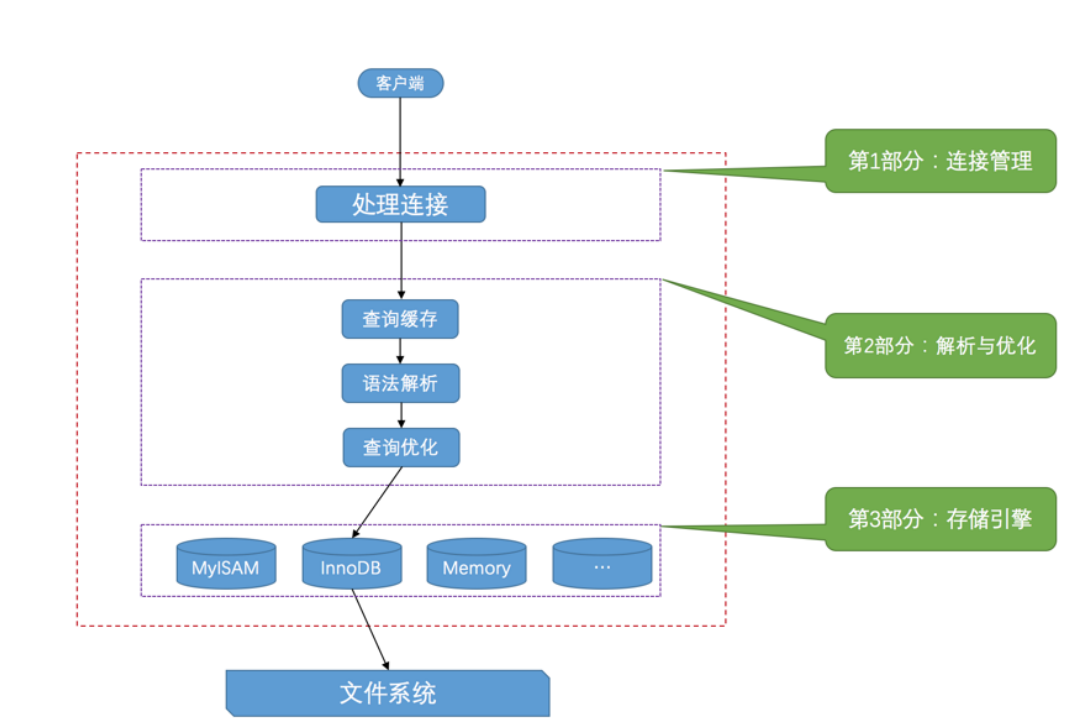 客户端
第1部分：连接管理
处理连接
查询缓存
第2部分：解析与优化
语法解析
查询优化
第3部分：存储引擎
MyISAM
InnoDB
Memory
...
文件系统